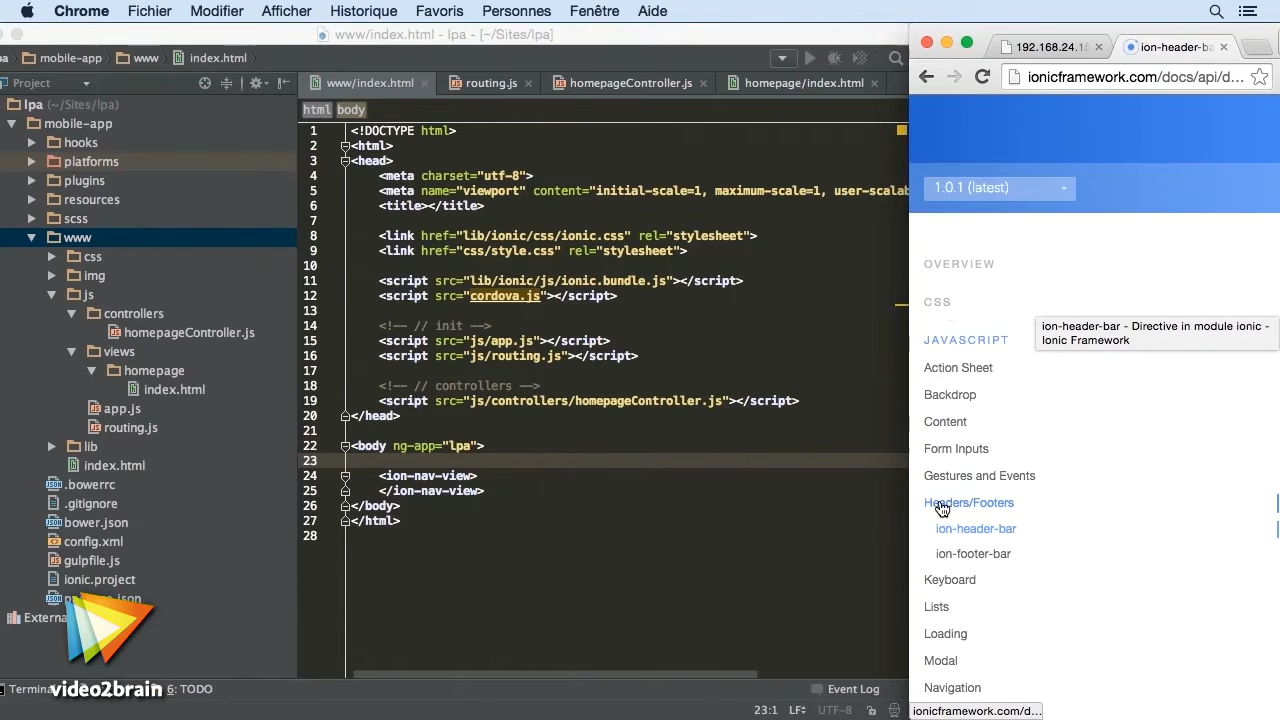 Chrome Fichier Modifier Afficher Historique Favoris Personnes Fenêtre Aide
www/index.html - lpa - [~/Sites/lpa]
mobile-app www index.html
Project
www/index.html routing.js homepageController.js homepage/index.html
html body
lpa (~/Sites/lpa)
mobile-app
hooks
platforms
plugins
resources
scss
www
css
img
js
controllers
homepageController.js
views
homepage
index.html
app.js
routing.js
lib
index.html
.bowerrc
.gitignore
bower.json
config.xml
gulpfile.js
ionic.project
1 <!DOCTYPE html>
2 <html>
3 <head>
4 <meta charset="utf-8">
5 <meta name="viewport" content="initial-scale=1, maximum-scale=1, user-scalab
6 <title></title>
7
8 <link href="lib/ionic/css/ionic.css" rel="stylesheet">
9 <link href="css/style.css" rel="stylesheet">
10
11 <script src="lib/ionic/js/ionic.bundle.js"></script>
12 <script src="cordova.js"></script>
13
14 <!-- // init -->
15 <script src="js/app.js"></script>
16 <script src="js/routing.js"></script>
17
18 <!-- // controllers -->
19 <script src="js/controllers/homepageController.js"></script>
20 </head>
21
22 <body ng-app="lpa">
23
24 <ion-nav-view>
25 </ion-nav-view>
26 </body>
27 </html>
28
video2brain
6: TODO
Event Log
23:1 LF UTF-8
192.168.24.15 ion-header-ba
ionicframework.com/docs/api/d...
1.0.1 (latest)
OVERVIEW
CSS
ion-header-bar - Directive in module ionic -
Ionic Framework
JAVASCRIPT
Action Sheet
Backdrop
Content
Form Inputs
Gestures and Events
Headers/Footers
ion-header-bar
ion-footer-bar
Keyboard
Lists
Loading
Modal
Navigation
ionicframework.com/d...